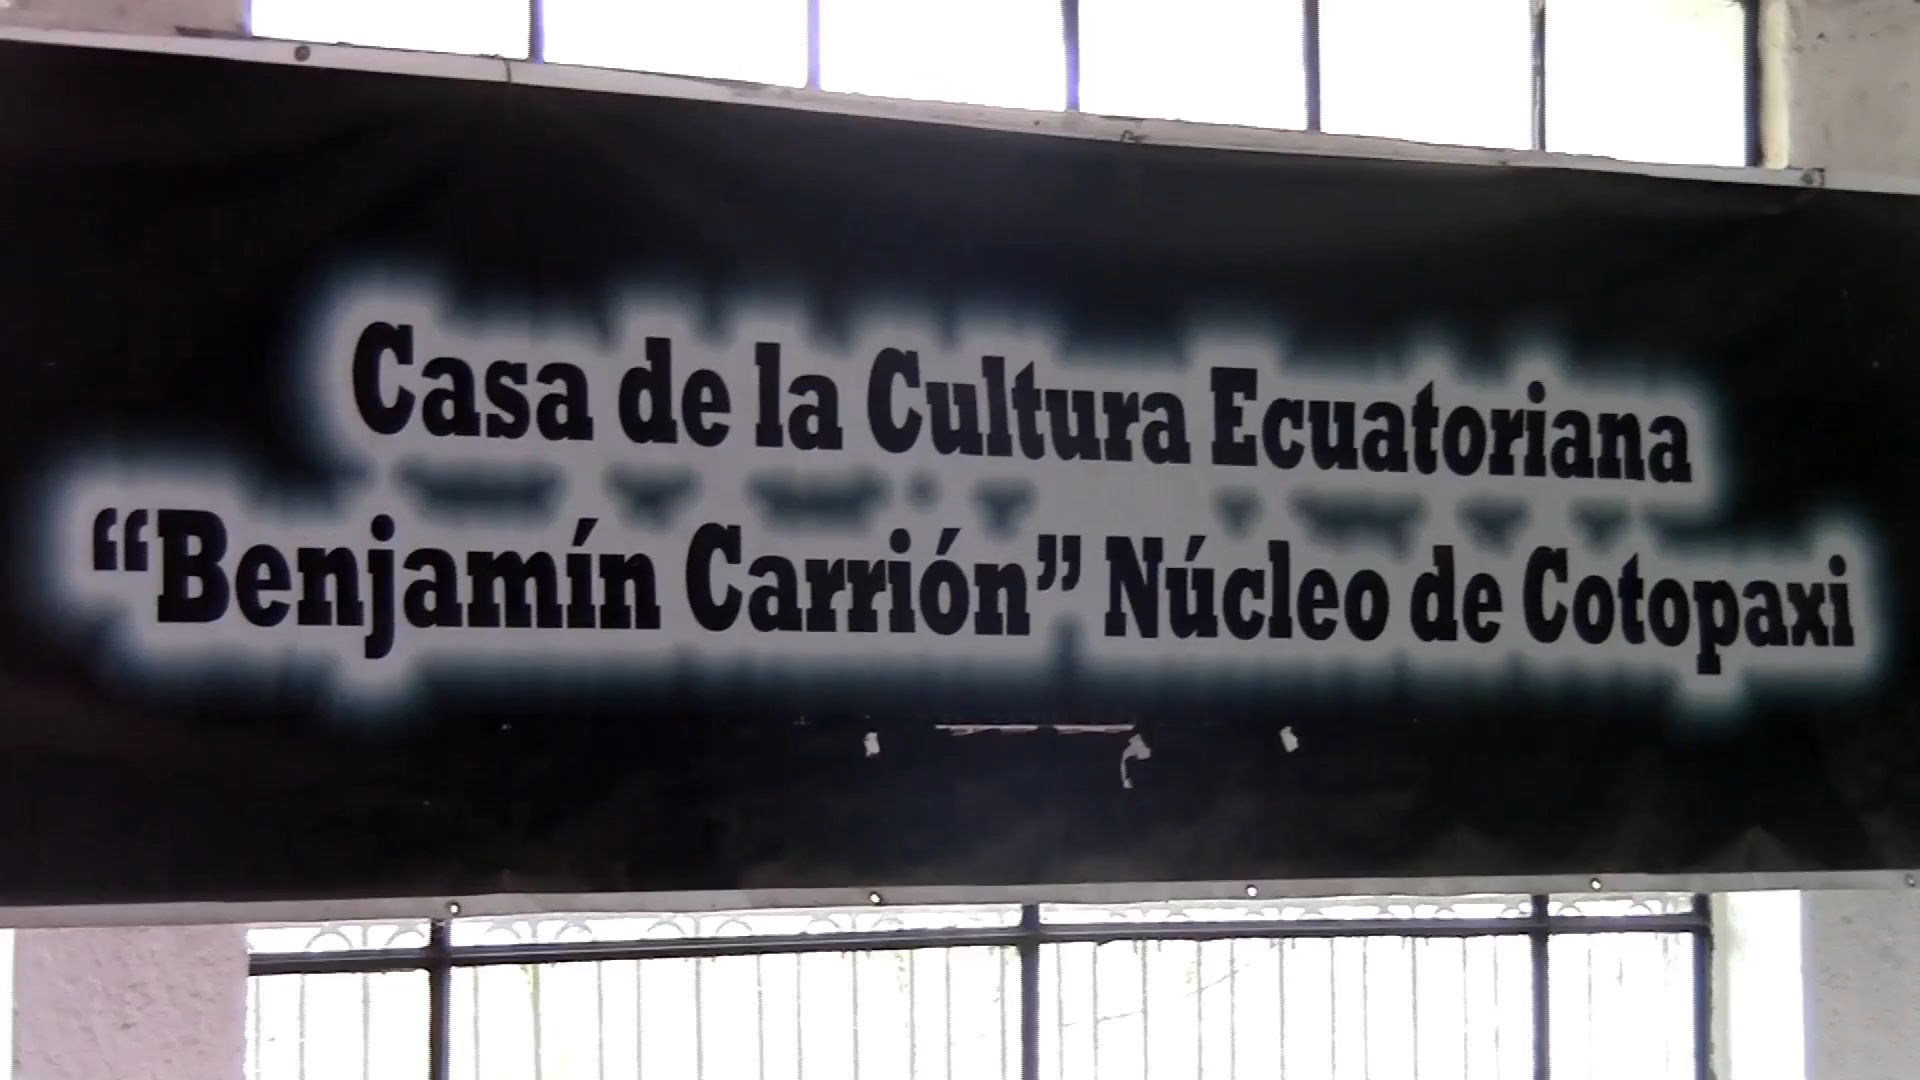 Casa de la Cultura Ecuatoriana
“Benjamín Carrión” Núcleo de Cotopaxi